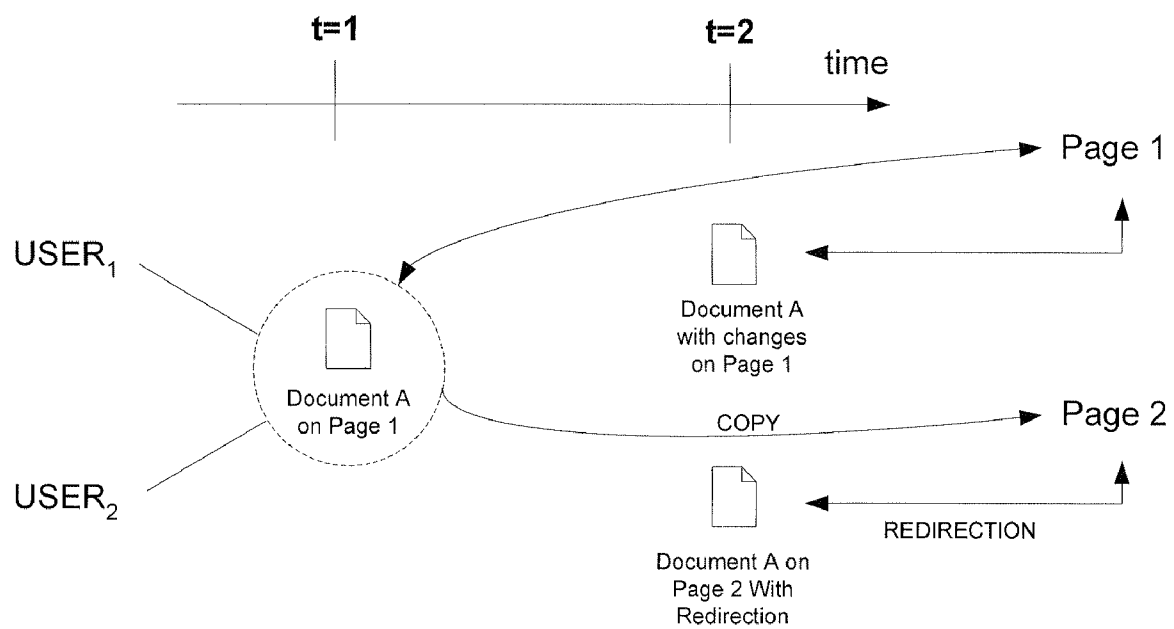 t=1
t=2
time
Page 1
USER₁
Document A
with changes
on Page 1
Document A
on Page 1
Page 2
COPY
USER₂
REDIRECTION
Document A on
Page 2 With
Redirection